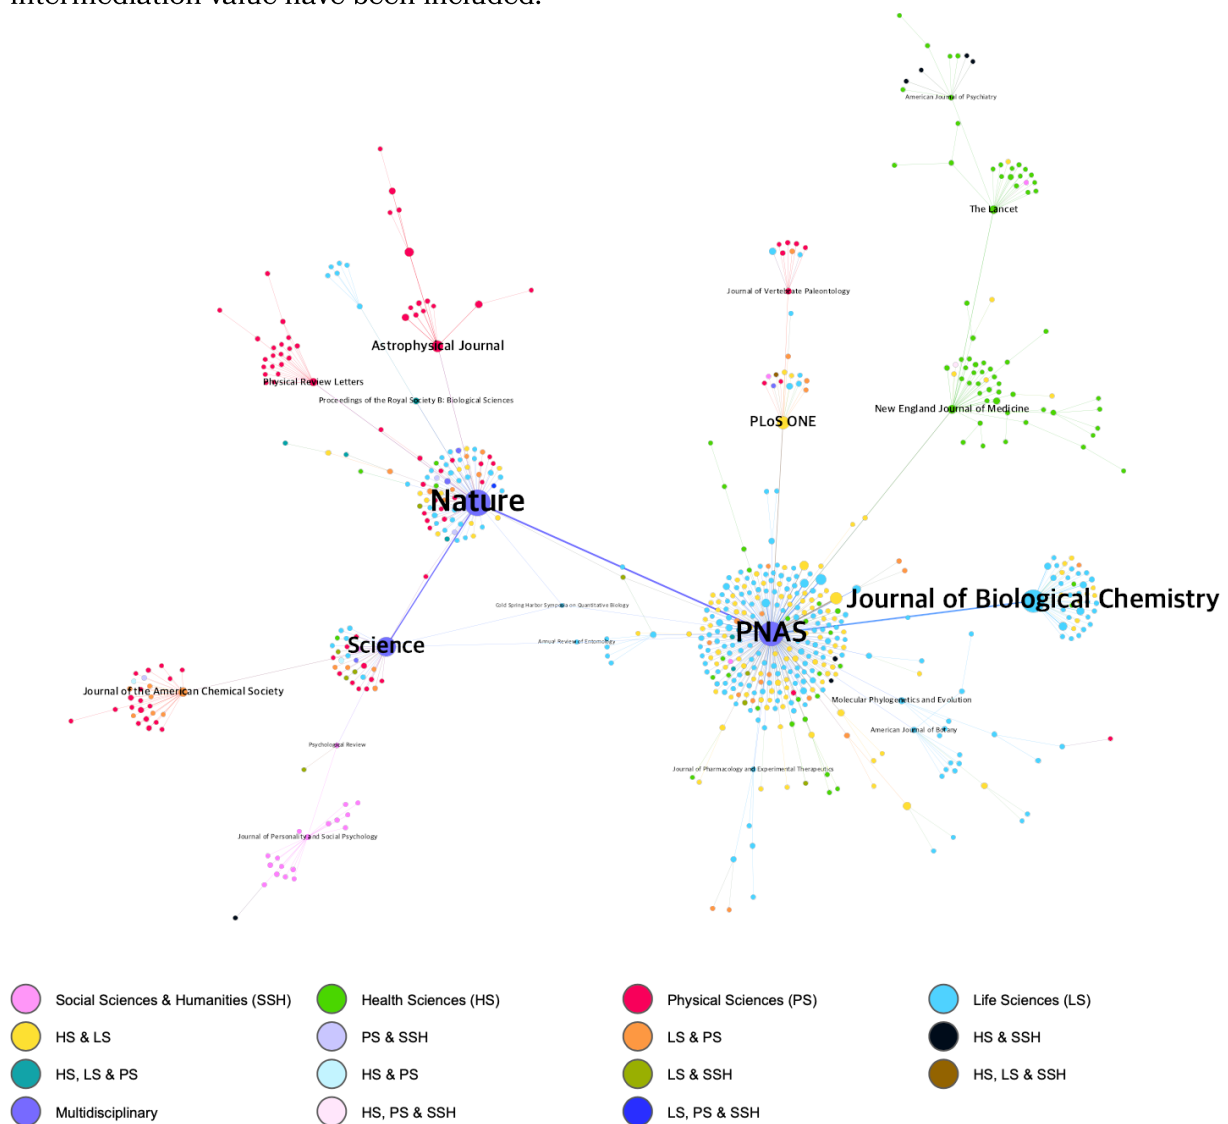 intermediation value have been included.
American Journal of Psychiatry
The Lancet
Journal of Vertebrate Paleontology
Astrophysical Journal
Physical Review Letters
Proceedings of the Royal Society B: Biological Sciences
New England Journal of Medicine
PLoS ONE
Nature
Journal of Biological Chemistry
Cold Spring Harbor Symposia on Quantitative Biology
PNAS
Annual Review of Entomology
Science
Journal of the American Chemical Society
Molecular Phylogenetics and Evolution
American Journal of Botany
Psychological Review
Journal of Pharmacology and Experimental Therapeutics
Journal of Personality and Social Psychology
Social Sciences & Humanities (SSH)
Health Sciences (HS)
Physical Sciences (PS)
Life Sciences (LS)
HS & LS
PS & SSH
LS & PS
HS & SSH
HS, LS & PS
HS & PS
LS & SSH
HS, LS & SSH
Multidisciplinary
HS, PS & SSH
LS, PS & SSH